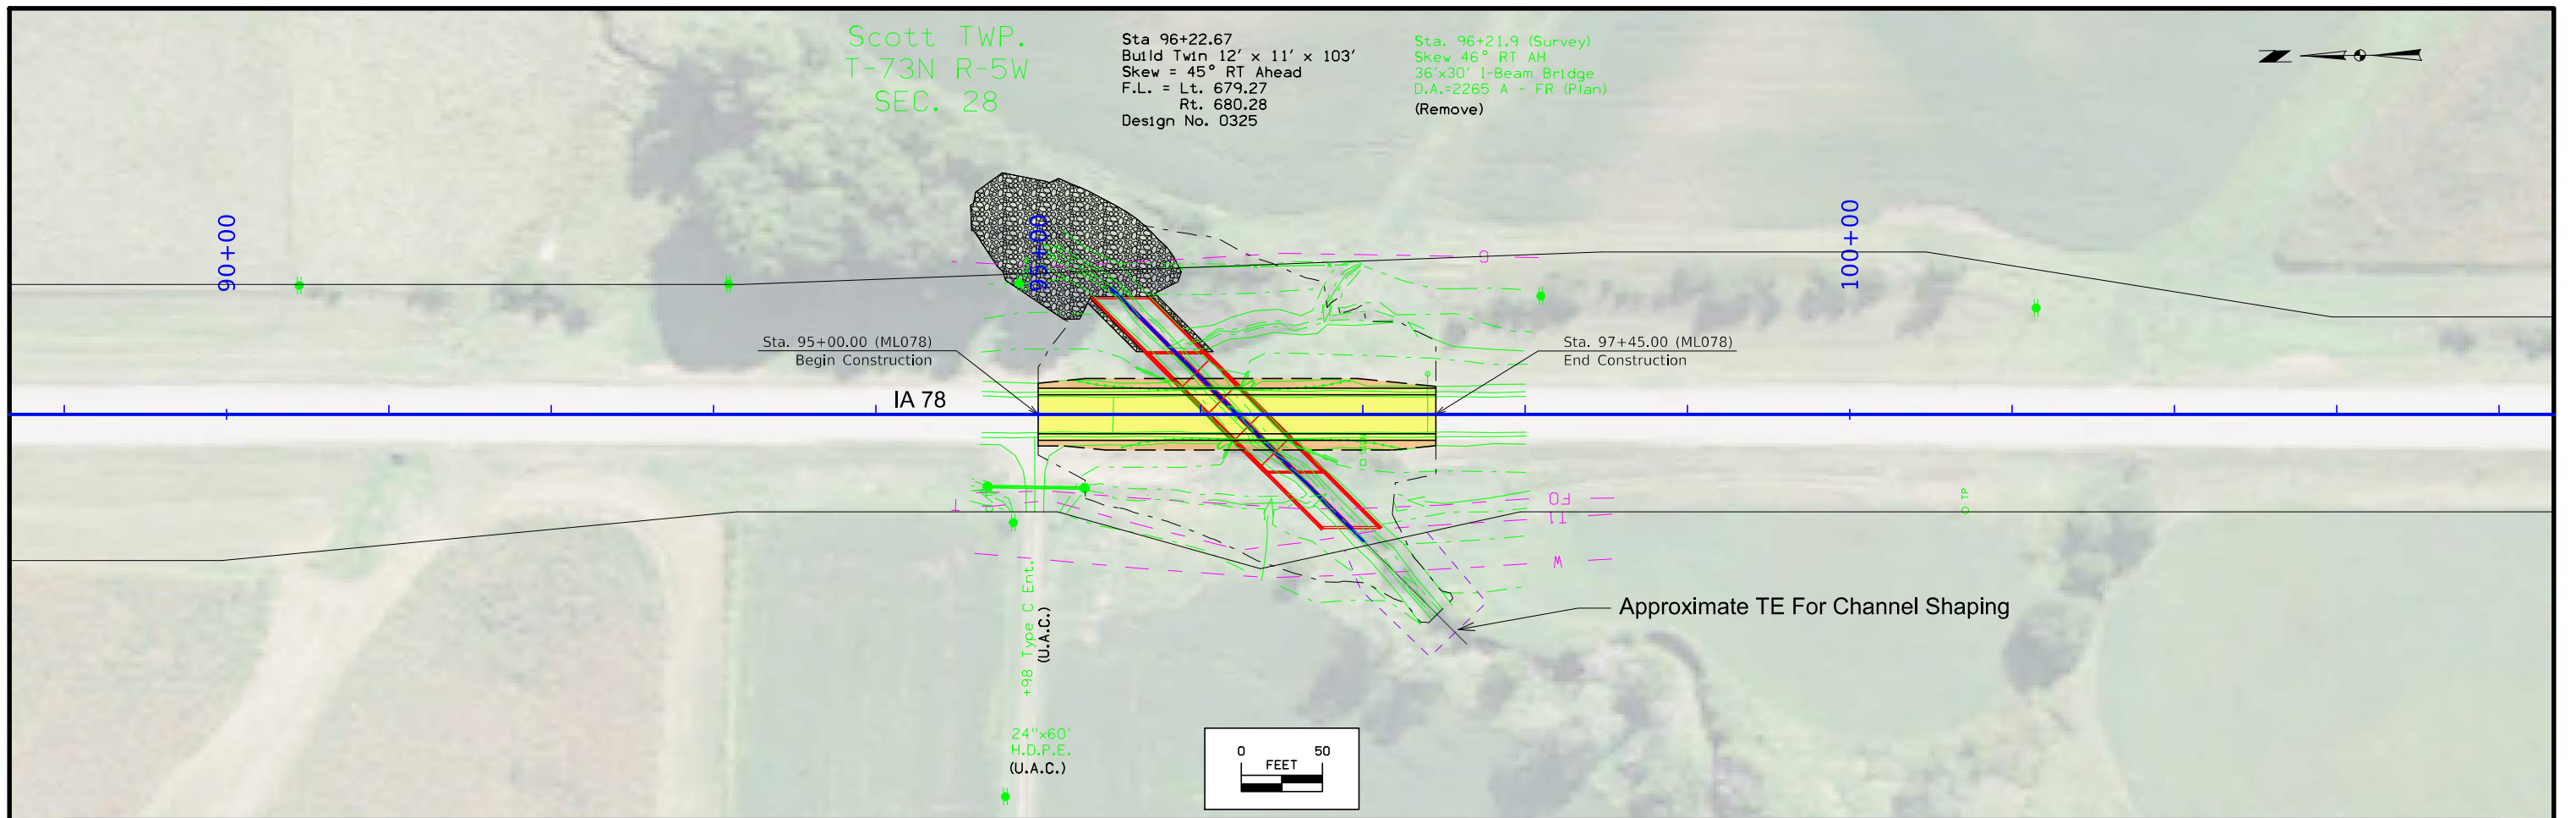 Scott TWP.
T-73N R-5W
SEC. 28
Sta 96+22.67
Build Twin 12' x 11' x 103'
Skew = 45° RT Ahead
F.L. = Lt. 679.27
Rt. 680.28
Design No. 0325
Sta. 96+21.9 (Survey)
Skew 46° RT AH
36'x30' I-Beam Bridge
D.A.=2265 A - FR (Plan)
(Remove)
90+00
95+00
100+00
G
Sta. 95+00.00 (ML078)
Begin Construction
Sta. 97+45.00 (ML078)
End Construction
IA 78
SIGN
T
FO
T1
W
TP
+98 Type C Ent.
(U.A.C.)
Approximate TE For Channel Shaping
24"x60'
H.D.P.E.
(U.A.C.)
0 50
FEET